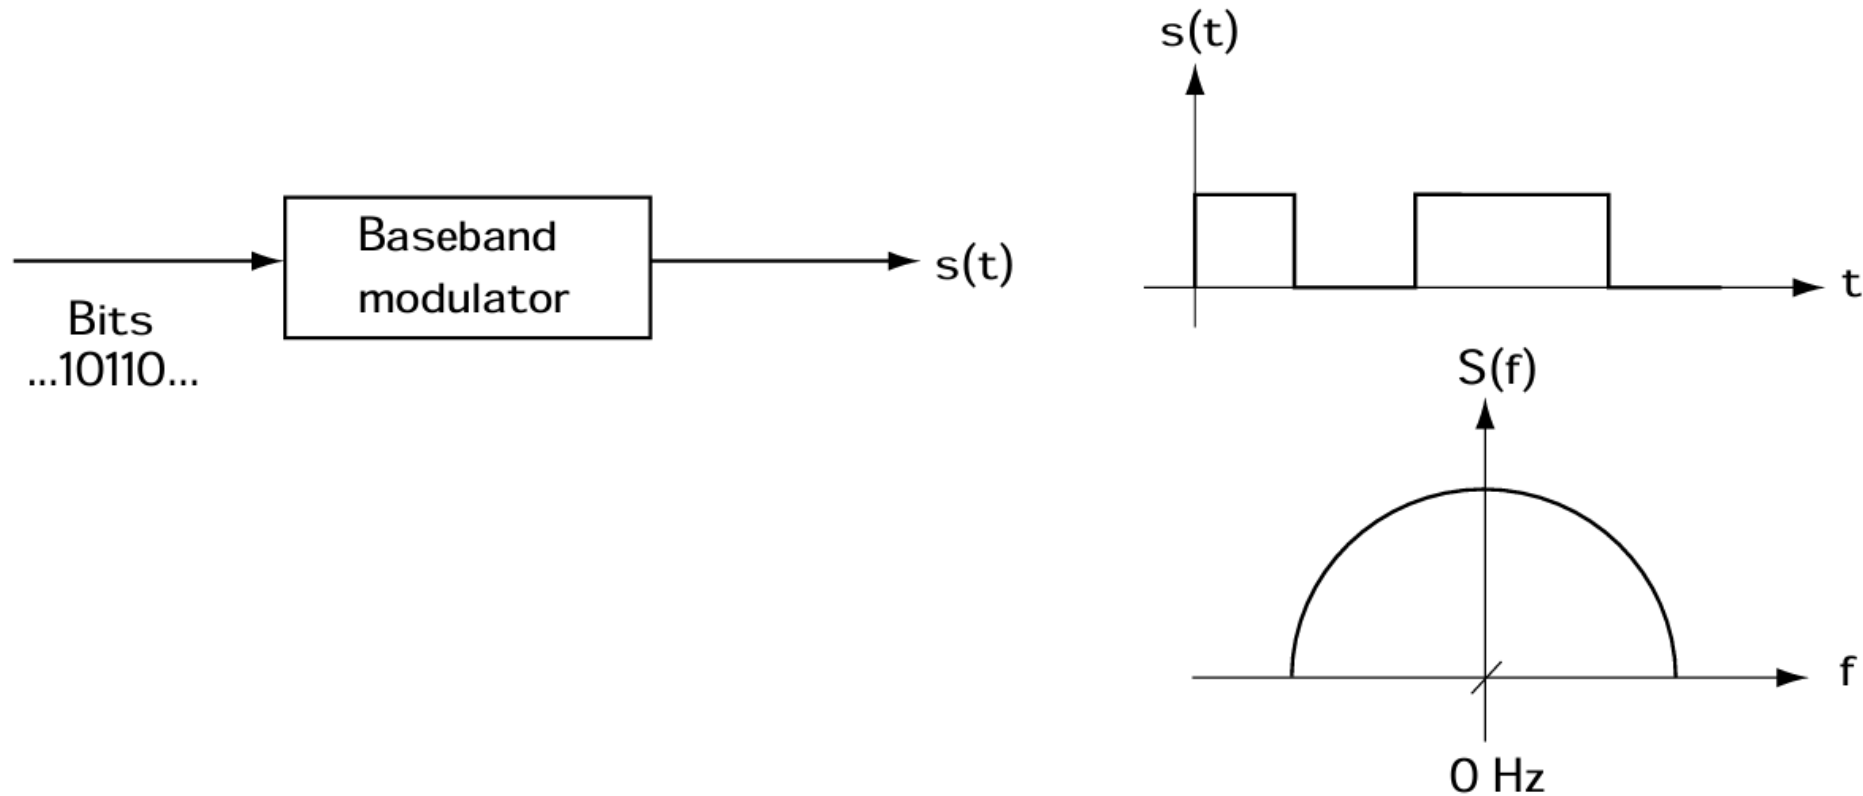 Baseband
modulator
Bits
...10110...
s(t)
s(t)
t
S(f)
f
0 Hz